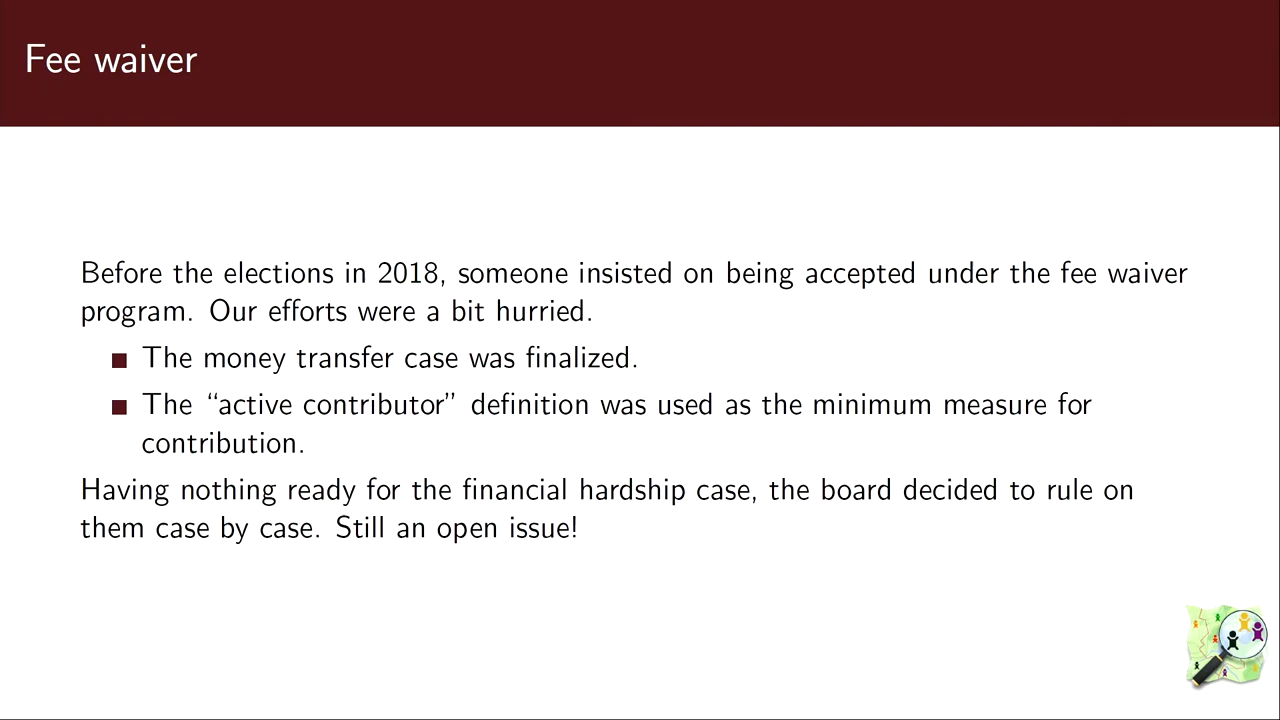 Fee waiver
Before the elections in 2018, someone insisted on being accepted under the fee waiver
program. Our efforts were a bit hurried.
The money transfer case was finalized.
The “active contributor” definition was used as the minimum measure for
contribution.
Having nothing ready for the financial hardship case, the board decided to rule on
them case by case. Still an open issue!